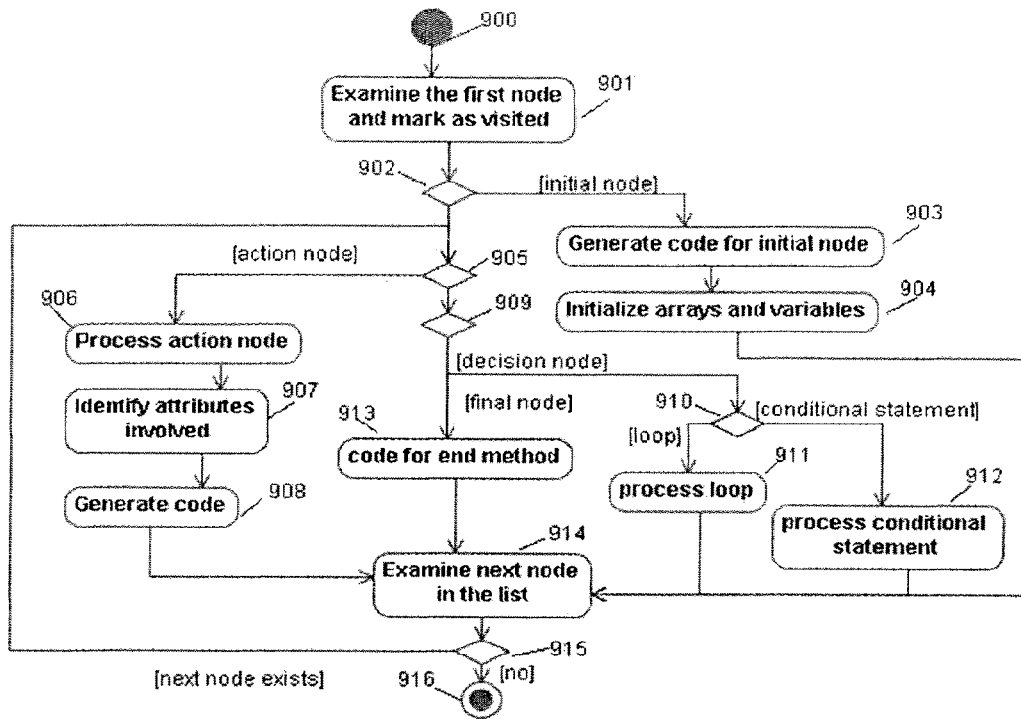 900
Examine the first node
and mark as visited
901
902
[initial node]
903
Generate code for initial node
[action node]
905
904
906
909
Initialize arrays and variables
Process action node
[decision node]
Identify attributes
involved
907
[final node]
913
910
[conditional statement]
[loop]
code for end method
911
process loop
912
Generate code
908
process conditional
statement
914
Examine next node
in the list
915
[next node exists]
[no]
916